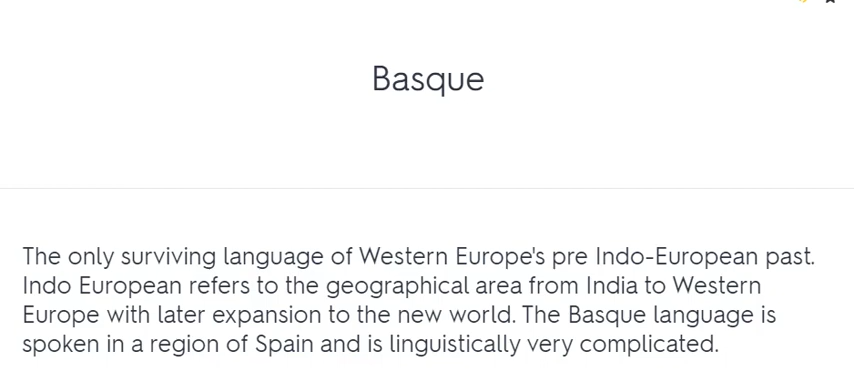 Basque
The only surviving language of Western Europe's pre Indo-European past.
Indo European refers to the geographical area from India to Western
Europe with later expansion to the new world. The Basque language is
spoken in a region of Spain and is linguistically very complicated.